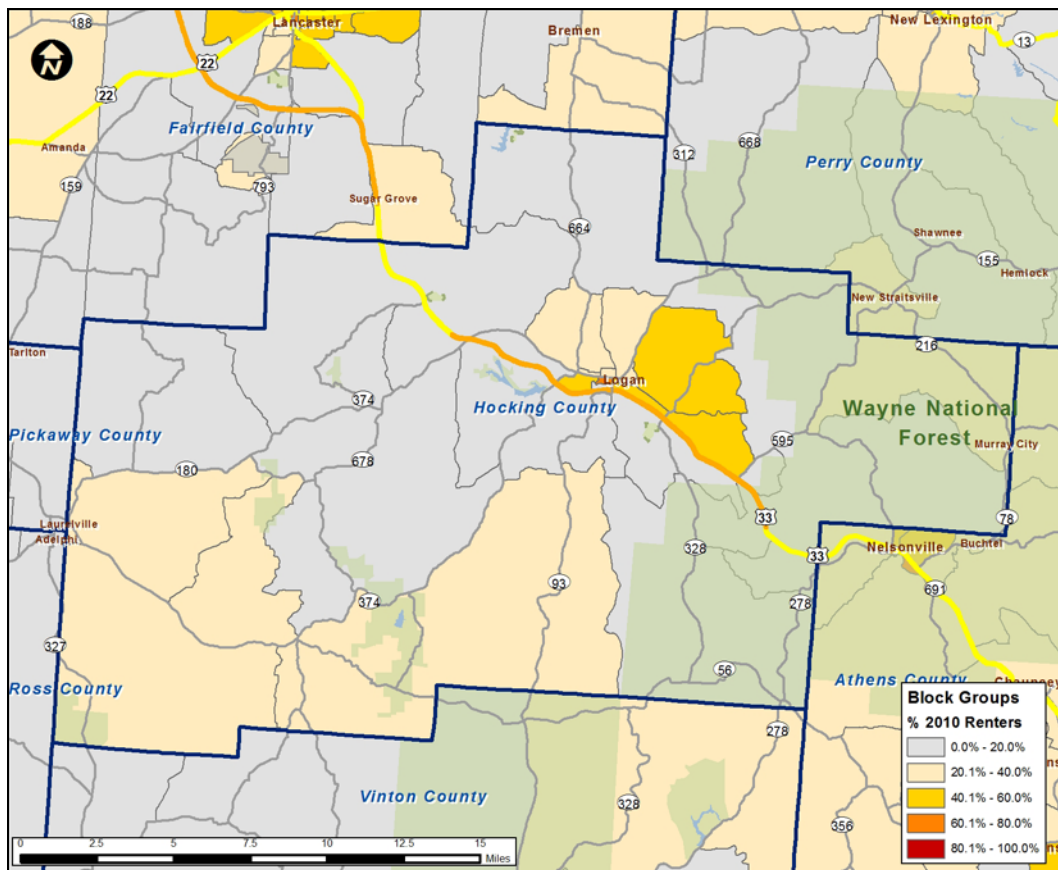 188
Lancaster
Bremen
New Lexington
13
N
22
22
Fairfield County
312
668
Perry County
Amanda
159
793
Sugar Grove
664
Shawnee
155
Hemlock
New Straitsville
216
Tarlton
374
Logan
Hocking County
Wayne National
Forest
Pickaway County
595
Murray City
678
180
78
33
Laurelville
Adelphi
33
Nelsonville
Buchtel
328
93
691
374
278
327
56
Ross County
Athens County
Chauncey
278
Vinton County
328
356
Block Groups
% 2010 Renters
0.0% - 20.0%
20.1% - 40.0%
40.1% - 60.0%
60.1% - 80.0%
80.1% - 100.0%
0 2.5 5 7.5 10 12.5 15
Miles